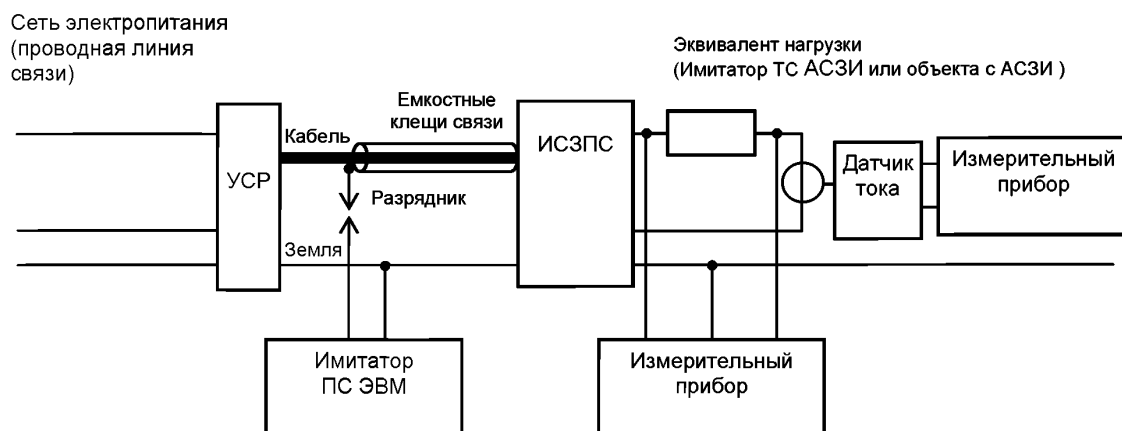 Сеть электропитания
(проводная линия
связи)
Эквивалент нагрузки
(Имитатор ТС АСЗИ или объекта с АСЗИ )
Емкостные
клещи связи
Кабель
УСР
ИСЗПС
Датчик
тока
Измерительный
прибор
Разрядник
Земля
Имитатор
ПС ЭВМ
Измерительный
прибор